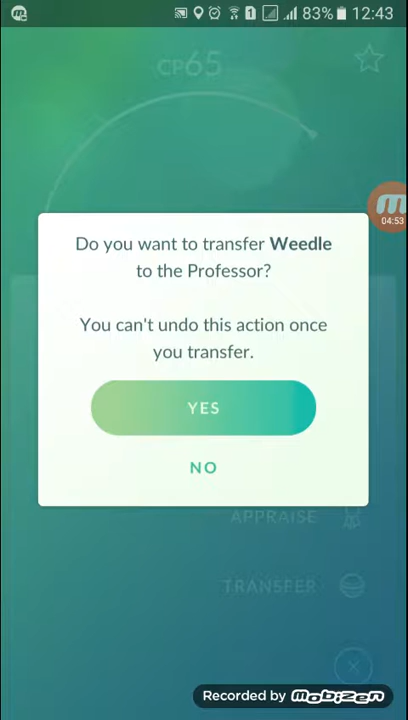 83% 12:43
CP65
04:53
Do you want to transfer Weedle
to the Professor?
You can't undo this action once
you transfer.
YES
NO
APPRAISE
TRANSFER
Recorded by mobizen